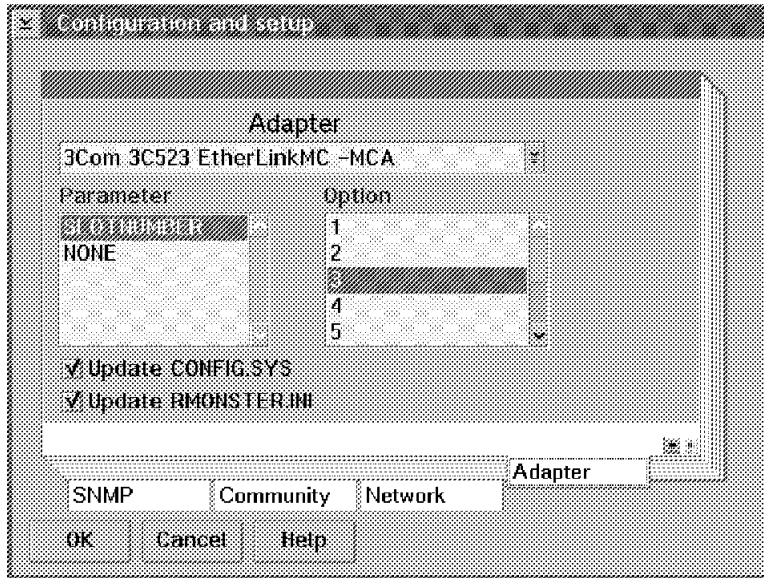 Configuration and setup
Adapter
3Com 3C523 EtherLinkMC -MCA
Parameter Option
SLOTNUMBER 1
NONE 2
3
4
5
Update CONFIG.SYS
Update RMONSTER.INI
Adapter
SNMP Community Network
OK Cancel Help